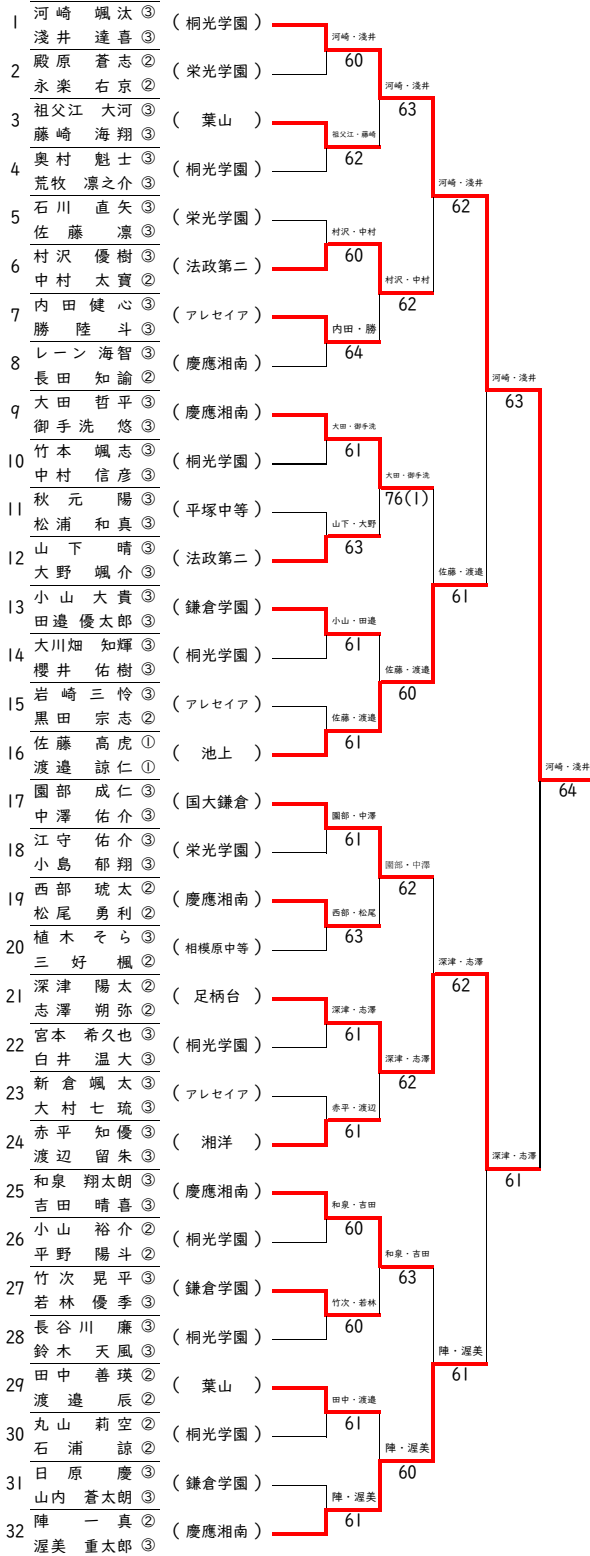 1 河崎 颯汰 ③ (桐光学園)
淺井 達喜 ③
2 殿原 蒼志 ② (栄光学園)
永楽 右京 ②
3 祖父江 大河 ③ (葉山)
藤崎 海翔 ③
4 奥村 魁士 ③ (桐光学園)
荒牧 凛之介 ③
5 石川 直矢 ③ (栄光学園)
佐藤 凛 ③
6 村沢 優樹 ③ (法政第二)
中村 太寶 ②
7 内田 健心 ③ (アレセイア)
勝 陸斗 ③
8 レーン 海智 ③ (慶應湘南)
長田 知諭 ②
9 大田 哲平 ③ (慶應湘南)
御手洗 悠 ③
10 竹本 颯志 ③ (桐光学園)
中村 信彦 ③
11 秋元 陽 ③ (平塚中等)
松浦 和真 ③
12 山下 晴 ③ (法政第二)
大野 颯介 ③
13 小山 大貴 ③ (鎌倉学園)
田邉 優太郎 ③
14 大川畑 知輝 ③ (桐光学園)
櫻井 佑樹 ③
15 岩崎 三怜 ③ (アレセイア)
黒田 宗志 ②
16 佐藤 高虎 ① (池上)
渡邉 諒仁 ①
17 園部 成仁 ③ (国大鎌倉)
中澤 佑介 ③
18 江守 佑介 ③ (栄光学園)
小島 郁翔 ③
19 西部 琥太 ② (慶應湘南)
松尾 勇利 ②
20 植木 そら ③ (相模原中等)
三好 楓 ②
21 深津 陽太 ② (足柄台)
志澤 朔弥 ②
22 宮本 希久也 ③ (桐光学園)
白井 温大 ③
23 新倉 颯太 ③ (アレセイア)
大村 七琉 ③
24 赤平 知優 ③ (湘洋)
渡辺 留朱 ③
25 和泉 翔太朗 ③ (慶應湘南)
吉田 晴喜 ③
26 小山 裕介 ② (桐光学園)
平野 陽斗 ②
27 竹次 晃平 ③ (鎌倉学園)
若林 優季 ③
28 長谷川 廉 ③ (桐光学園)
鈴木 天風 ③
29 田中 善瑛 ② (葉山)
渡邉 辰 ②
30 丸山 莉空 ② (桐光学園)
石浦 諒 ②
31 日原 慶 ③ (鎌倉学園)
山内 蒼太朗 ③
32 陣 一真 ② (慶應湘南)
渥美 重太郎 ③
河崎・淺井
60
祖父江・藤崎
62
村沢・中村
60
内田・勝
64
大田・御手洗
61
山下・大野
63
小山・田邉
61
佐藤・渡邉
61
園部・中澤
61
西部・松尾
63
深津・志澤
61
赤平・渡辺
61
和泉・吉田
60
竹次・若林
60
田中・渡邉
61
陣・渥美
61
河崎・淺井
63
村沢・中村
62
大田・御手洗
76(1)
佐藤・渡邉
60
園部・中澤
62
深津・志澤
62
和泉・吉田
63
陣・渥美
60
河崎・淺井
62
佐藤・渡邉
61
深津・志澤
62
陣・渥美
61
河崎・淺井
63
深津・志澤
61
河崎・淺井
64